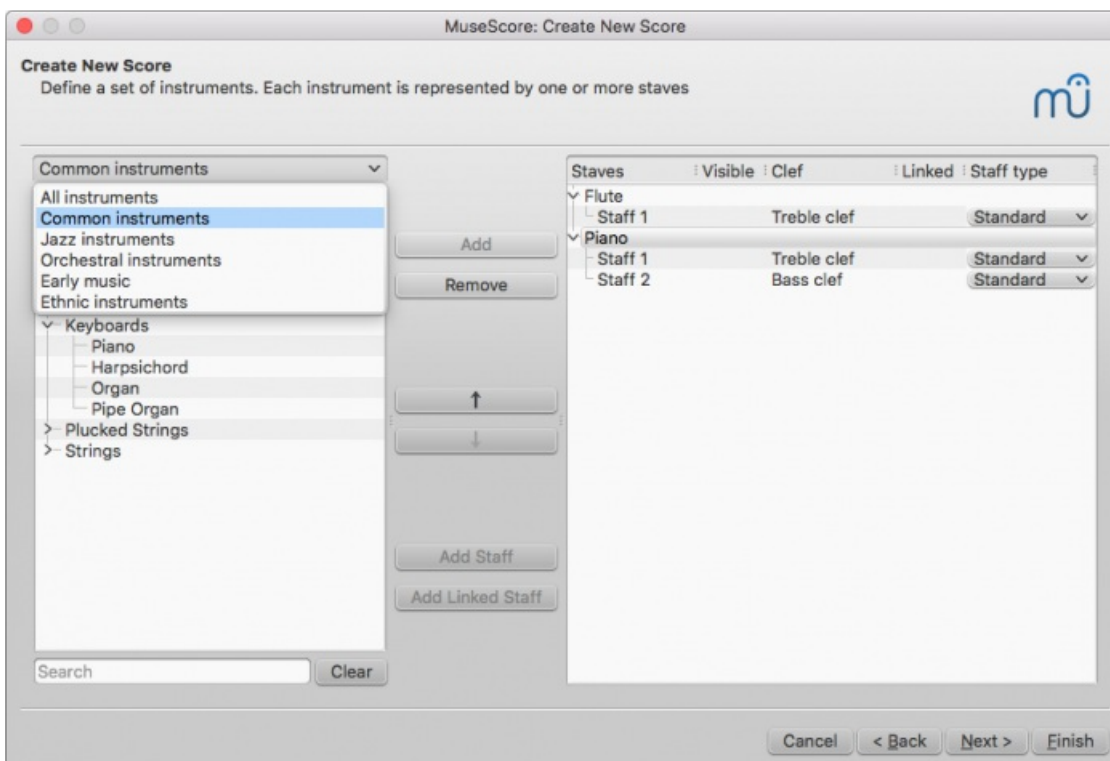 MuseScore: Create New Score
Create New Score
Define a set of instruments. Each instrument is represented by one or more staves
mu
Common instruments
All instruments
Common instruments
Jazz instruments
Orchestral instruments
Early music
Ethnic instruments
Keyboards
Piano
Harpsichord
Organ
Pipe Organ
Plucked Strings
Strings
Search
Clear
Add
Remove
↑
↓
Add Staff
Add Linked Staff
Staves Visible Clef Linked Staff type
Flute
Staff 1 Treble clef Standard
Piano
Staff 1 Treble clef Standard
Staff 2 Bass clef Standard
Cancel < Back Next > Finish